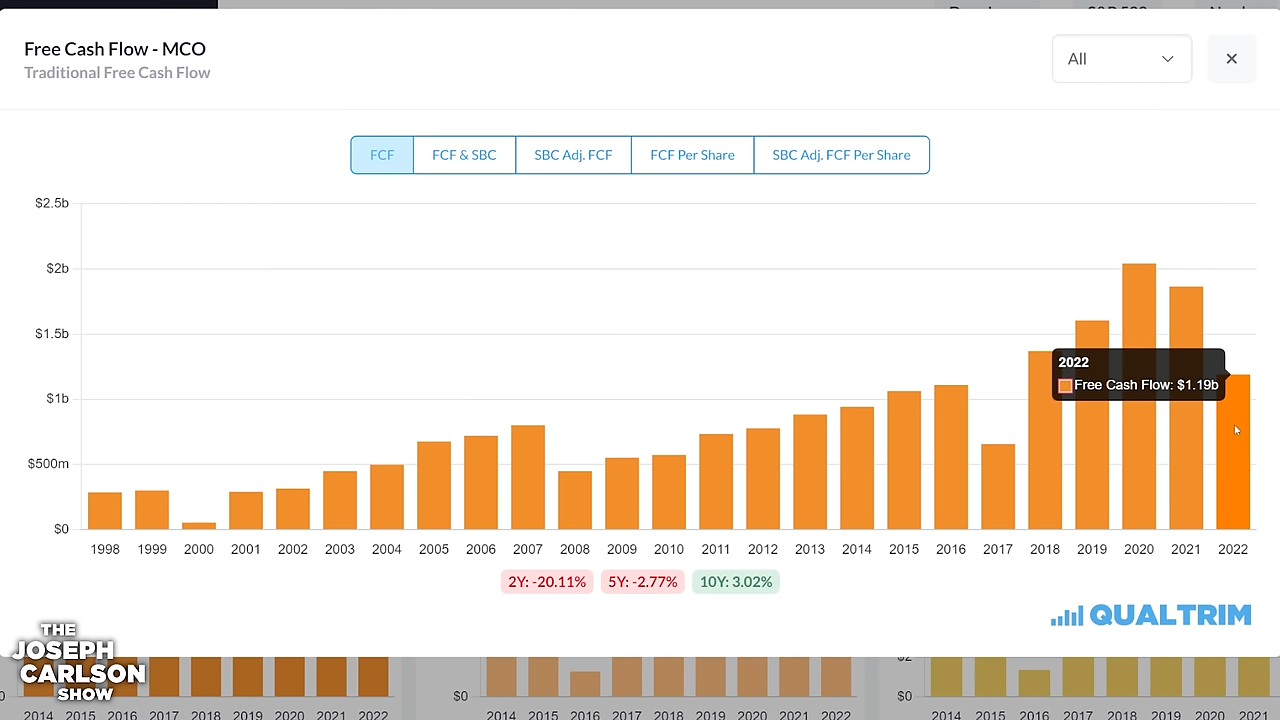 Free Cash Flow - MCO
Traditional Free Cash Flow
All
FCF
FCF & SBC
SBC Adj. FCF
FCF Per Share
SBC Adj. FCF Per Share
$2.5b
$2b
$1.5b
$1b
$500m
$0
2022
Free Cash Flow: $1.19b
1998 1999 2000 2001 2002 2003 2004 2005 2006 2007 2008 2009 2010 2011 2012 2013 2014 2015 2016 2017 2018 2019 2020 2021 2022
2Y: -20.11% 5Y: -2.77% 10Y: 3.02%
QUALTRIM
THE
JOSEPH
CARLSON
SHOW
$0
$2
$0
2014 2015 2016 2017 2018 2019 2020 2021 2022
2014 2015 2016 2017 2018 2019 2020 2021 2022
2014 2015 2016 2017 2018 2019 2020 2021